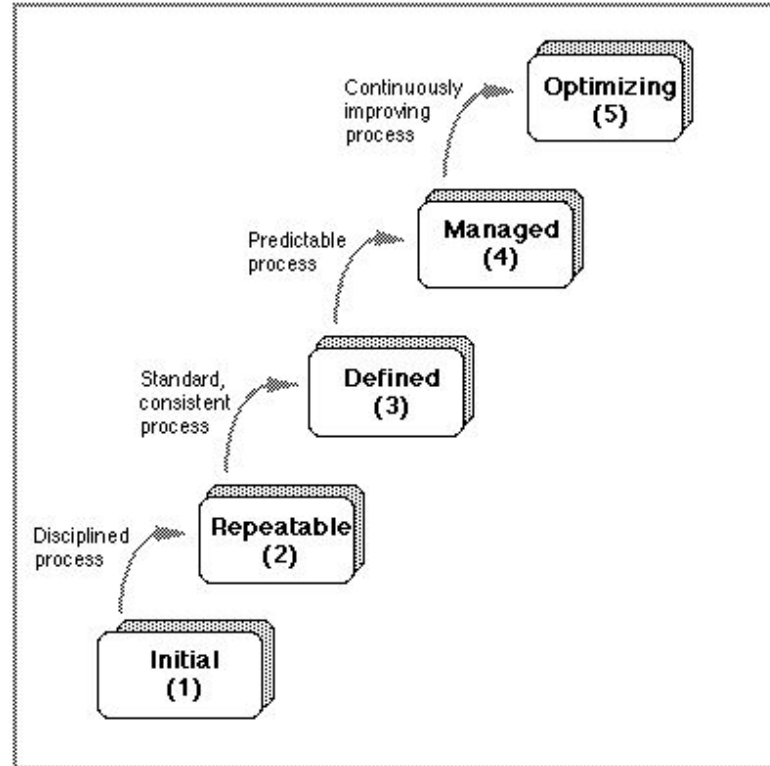 Continuously
improving
process
Optimizing
(5)
Predictable
process
Managed
(4)
Standard,
consistent
process
Defined
(3)
Disciplined
process
Repeatable
(2)
Initial
(1)